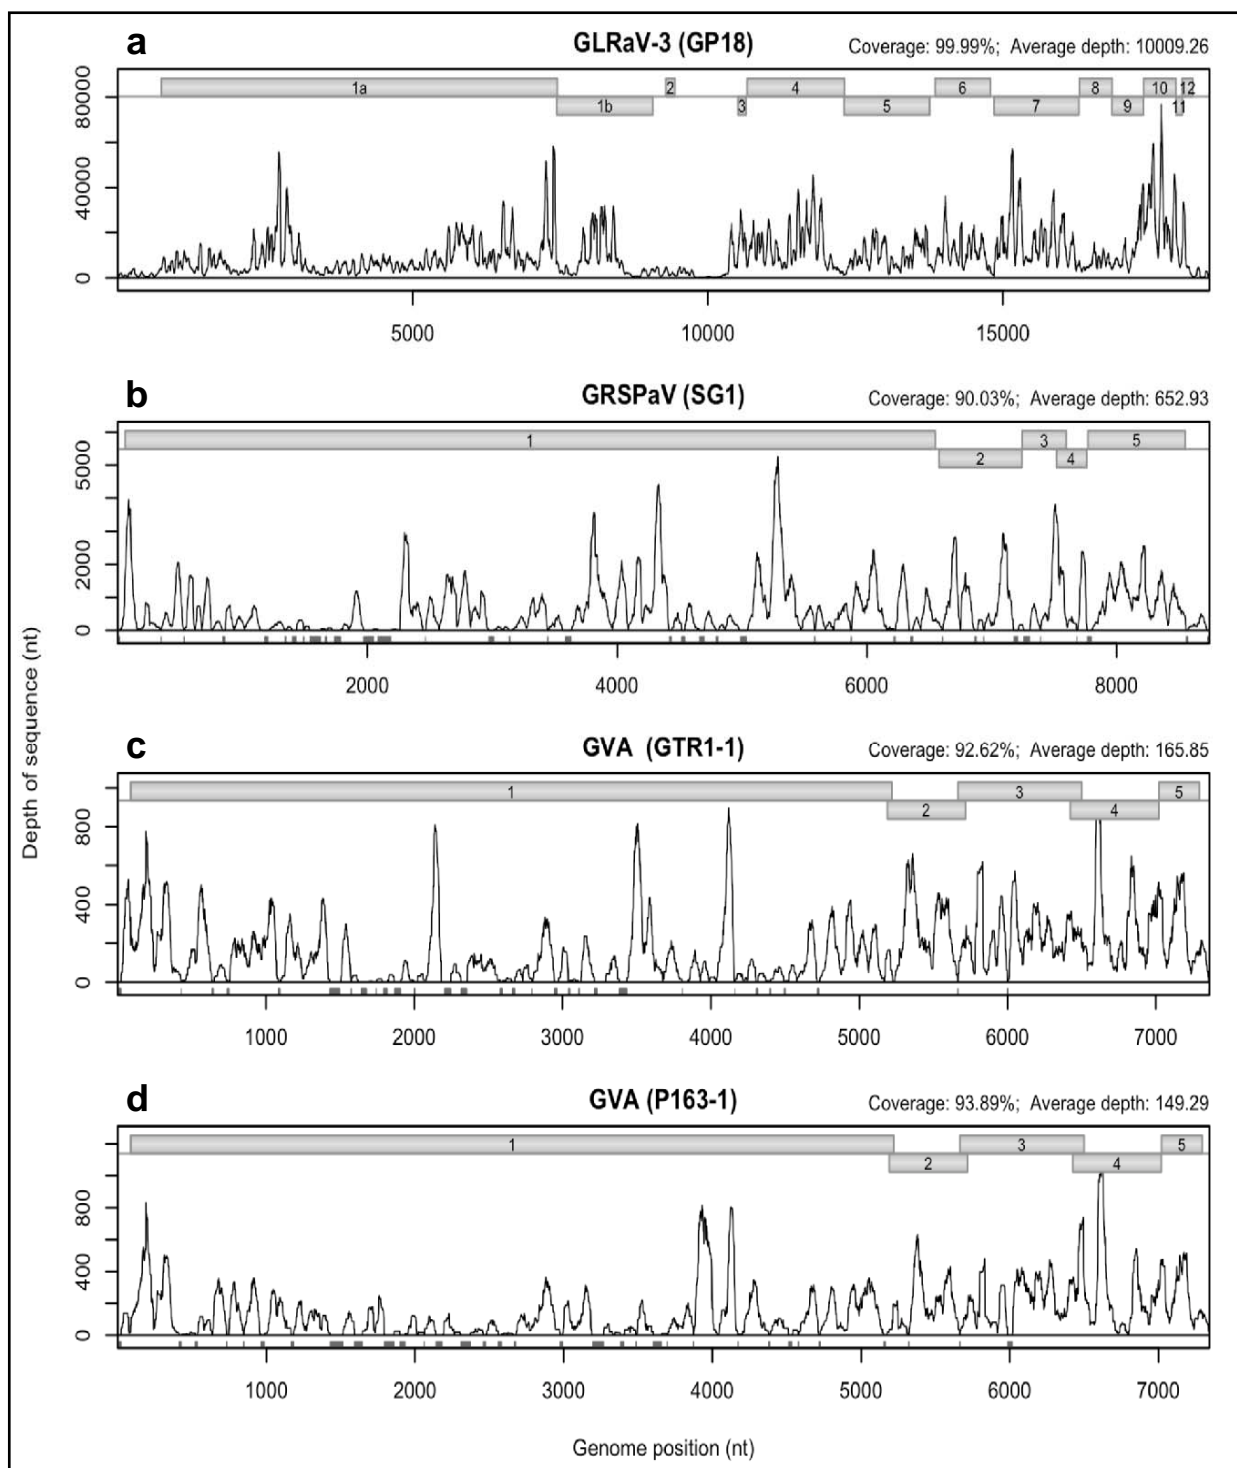 a
GLRaV-3 (GP18)
Coverage: 99.99%; Average depth: 10009.26
1a 2 4 6 8 10 12
1b 3 5 7 9 11
0 40000 80000
5000 10000 15000
b
GRSPaV (SG1)
Coverage: 90.03%; Average depth: 652.93
1 3 5
2 4
0 2000 5000
2000 4000 6000 8000
c
GVA (GTR1-1)
Coverage: 92.62%; Average depth: 165.85
1 3 5
2 4
0 400 800
1000 2000 3000 4000 5000 6000 7000
d
GVA (P163-1)
Coverage: 93.89%; Average depth: 149.29
1 3 5
2 4
0 400 800
1000 2000 3000 4000 5000 6000 7000
Depth of sequence (nt)
Genome position (nt)